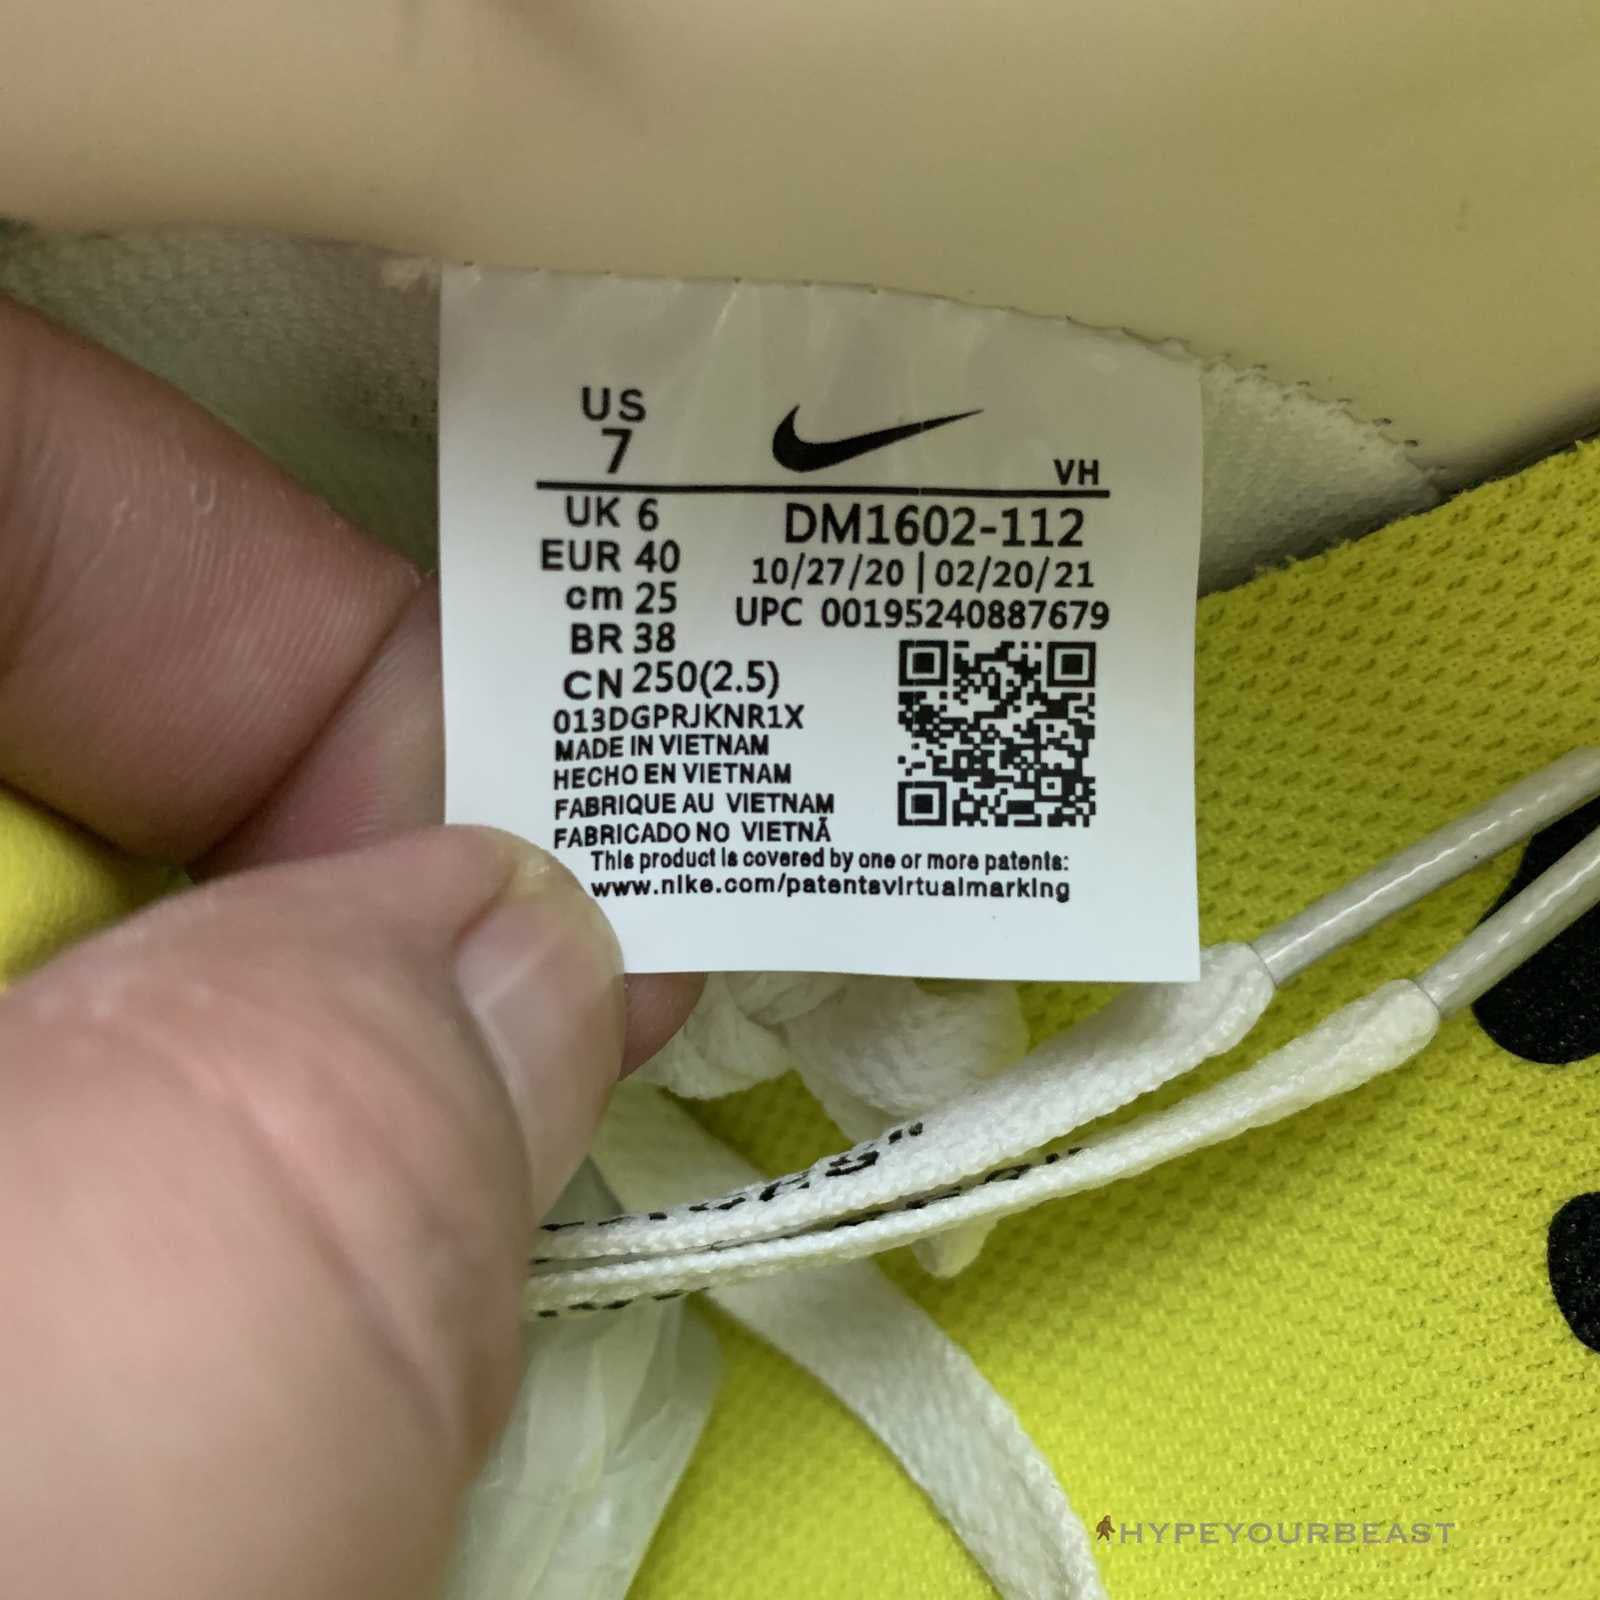 US
7
VH
UK 6
EUR 40
cm 25
BR 38
CN 250(2.5)
DM1602-112
10/27/20 | 02/20/21
UPC 00195240887679
013DGPRJKNR1X
MADE IN VIETNAM
HECHO EN VIETNAM
FABRIQUE AU VIETNAM
FABRICADO NO VIETNÃ
This product is covered by one or more patents:
www.nike.com/patentsvirtualmarking
HYPEYOURBEAST